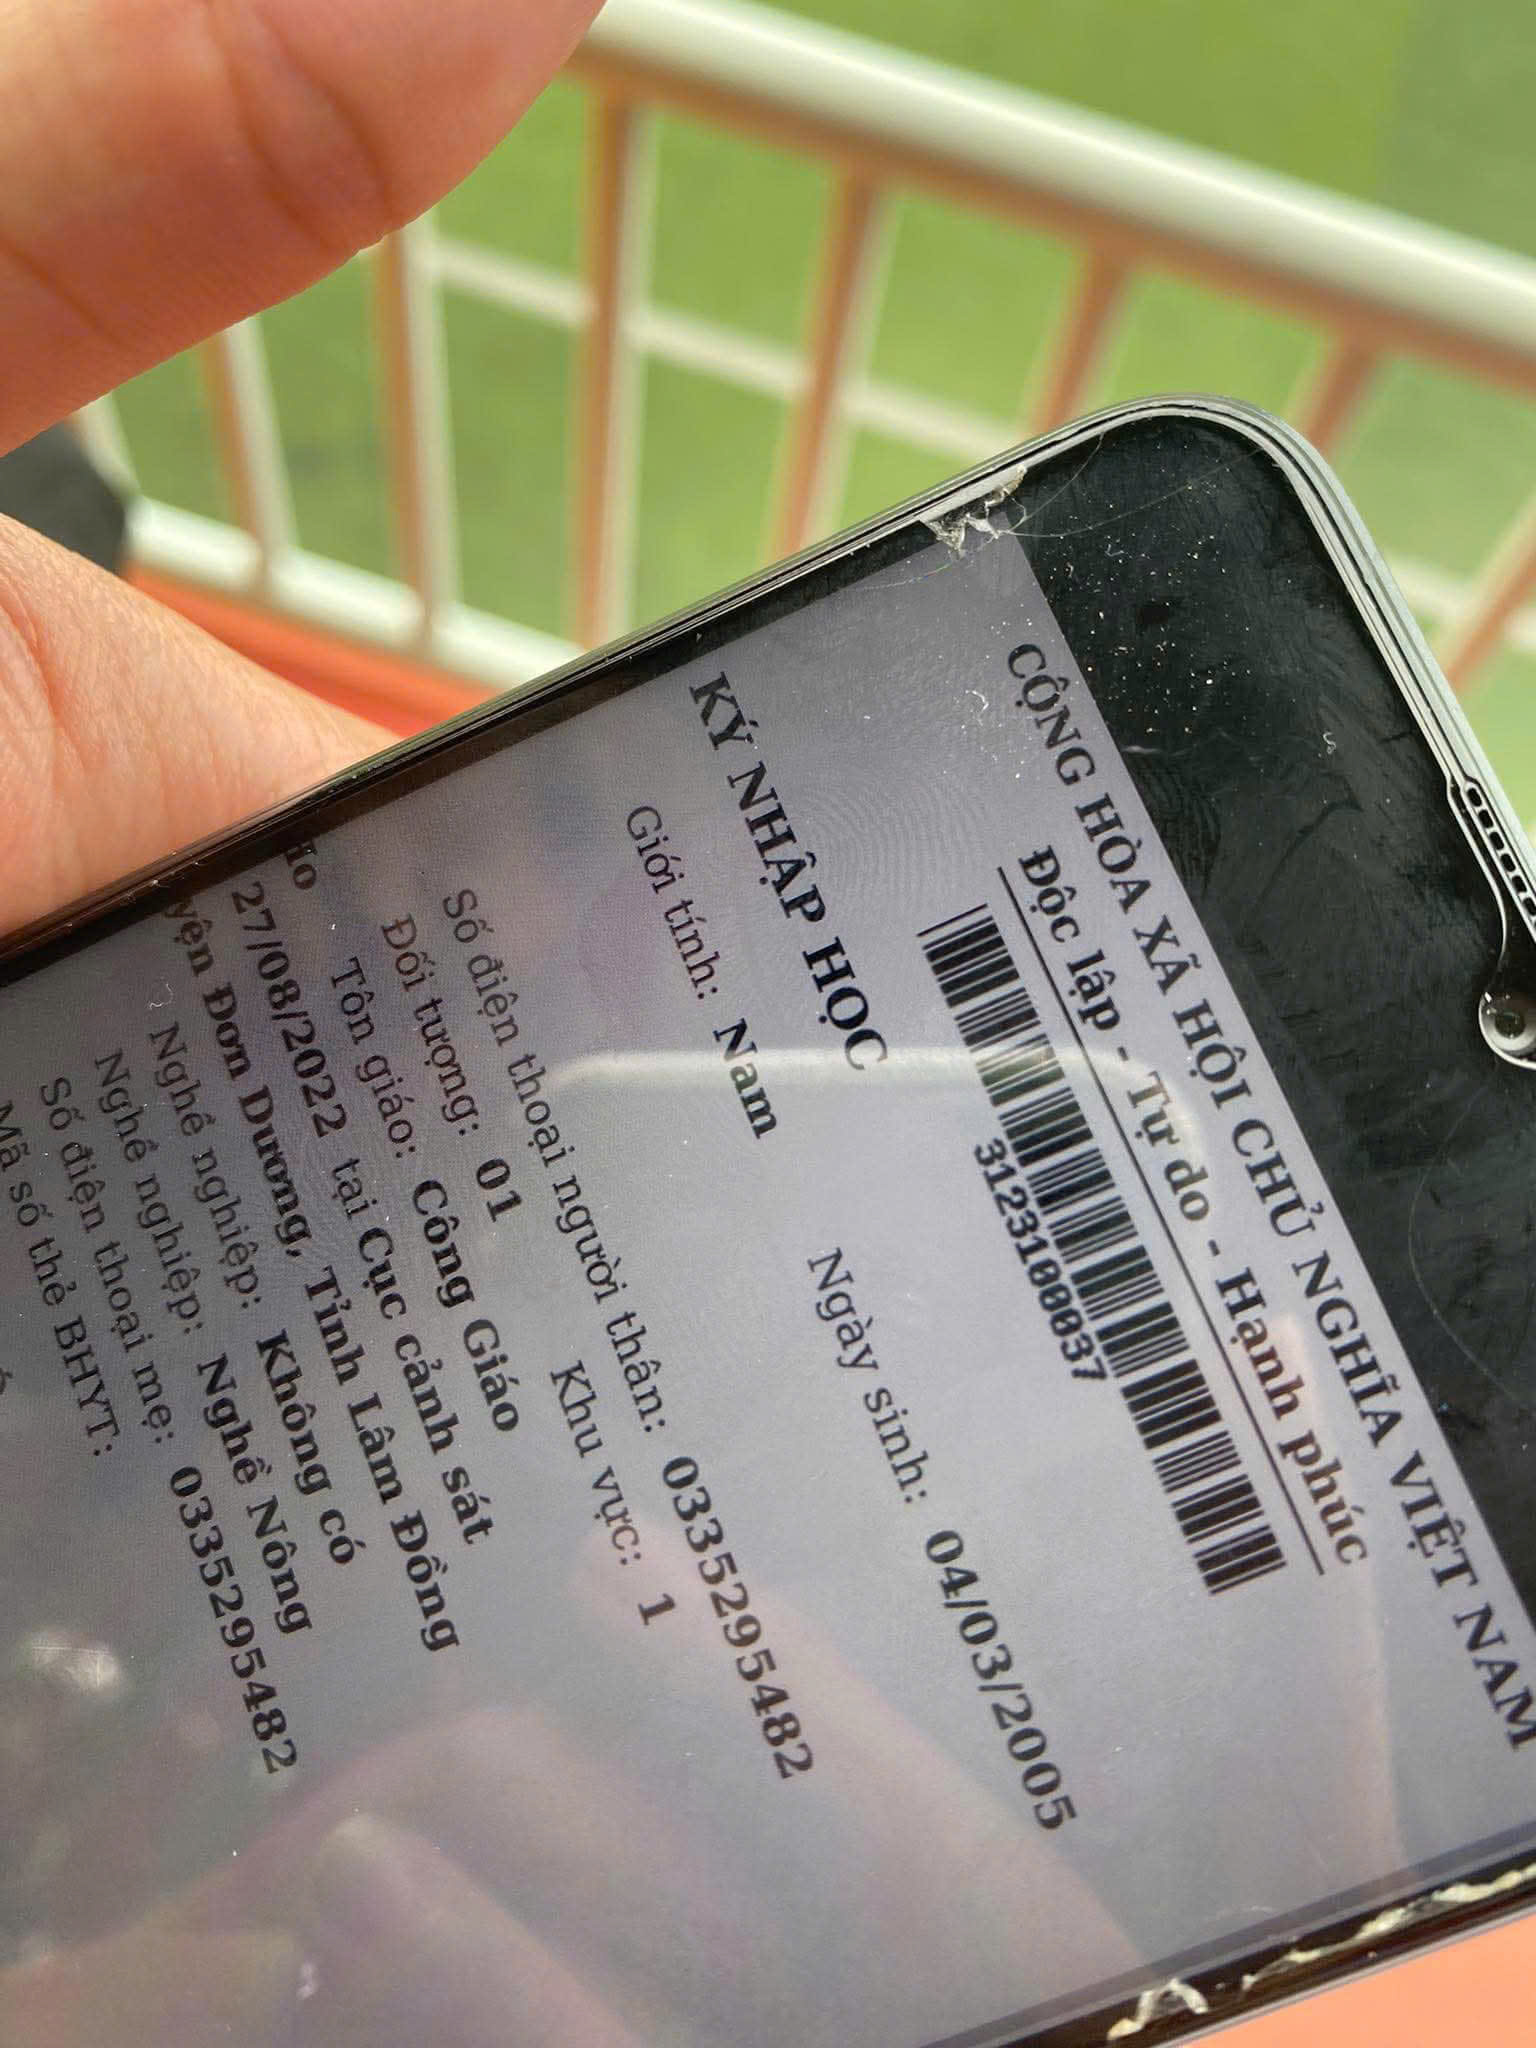 CỘNG HÒA XÃ HỘI CHỦ NGHĨA VIỆT NAM
Độc lập - Tự do - Hạnh phúc
31231000037
KÝ NHẬP HỌC
Giới tính: Nam Ngày sinh: 04/03/2005
Số điện thoại người thân: 0335295482
Đối tượng: 01 Khu vực: 1
Tôn giáo: Công Giáo
27/08/2022 tại Cục cảnh sát
Đơn Dương, Tỉnh Lâm Đồng
Nghề nghiệp: Không có
Nghề nghiệp: Nghề Nông
Số điện thoại mẹ: 0335295482
Mã số thẻ BHYT: